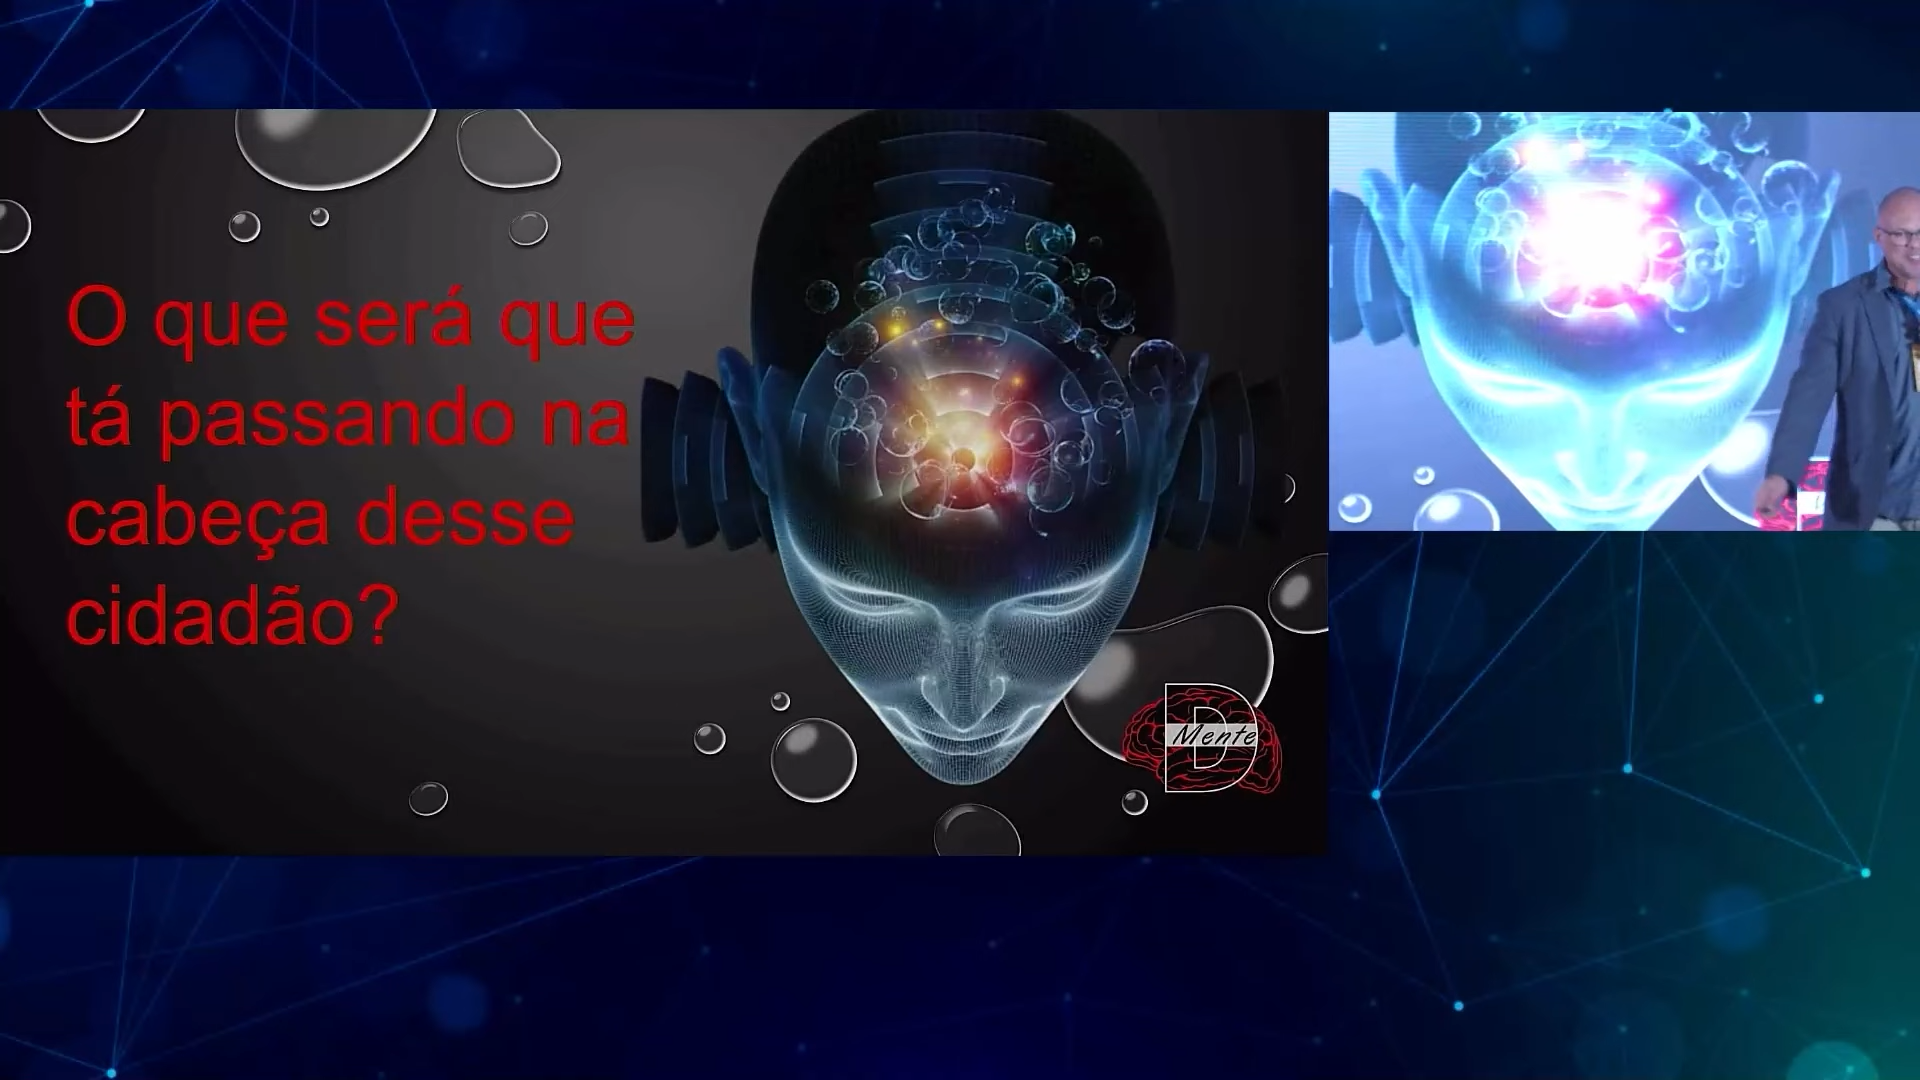 O que será que
tá passando na
cabeça desse
cidadão?
D
Mente